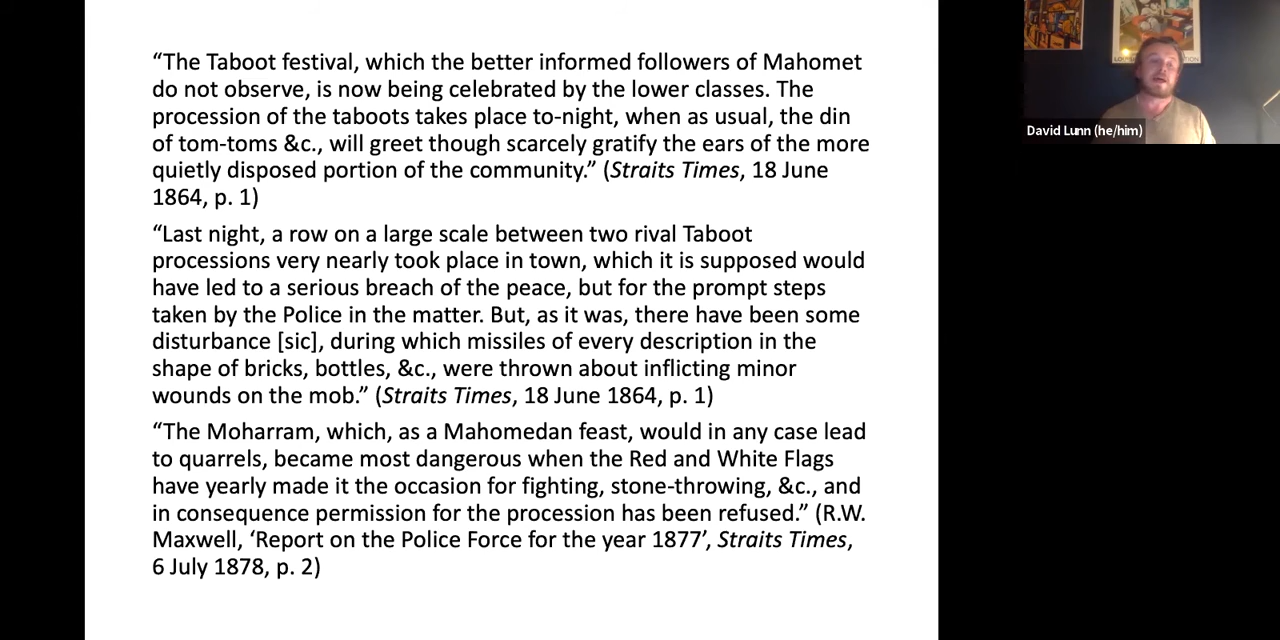 “The Taboot festival, which the better informed followers of Mahomet
do not observe, is now being celebrated by the lower classes. The
procession of the taboots takes place to-night, when as usual, the din
of tom-toms &c., will greet though scarcely gratify the ears of the more
quietly disposed portion of the community.” (Straits Times, 18 June
1864, p. 1)
“Last night, a row on a large scale between two rival Taboot
processions very nearly took place in town, which it is supposed would
have led to a serious breach of the peace, but for the prompt steps
taken by the Police in the matter. But, as it was, there have been some
disturbance [sic], during which missiles of every description in the
shape of bricks, bottles, &c., were thrown about inflicting minor
wounds on the mob.” (Straits Times, 18 June 1864, p. 1)
“The Moharram, which, as a Mahomedan feast, would in any case lead
to quarrels, became most dangerous when the Red and White Flags
have yearly made it the occasion for fighting, stone-throwing, &c., and
in consequence permission for the procession has been refused.” (R.W.
Maxwell, ‘Report on the Police Force for the year 1877’, Straits Times,
6 July 1878, p. 2)
David Lunn (he/him)